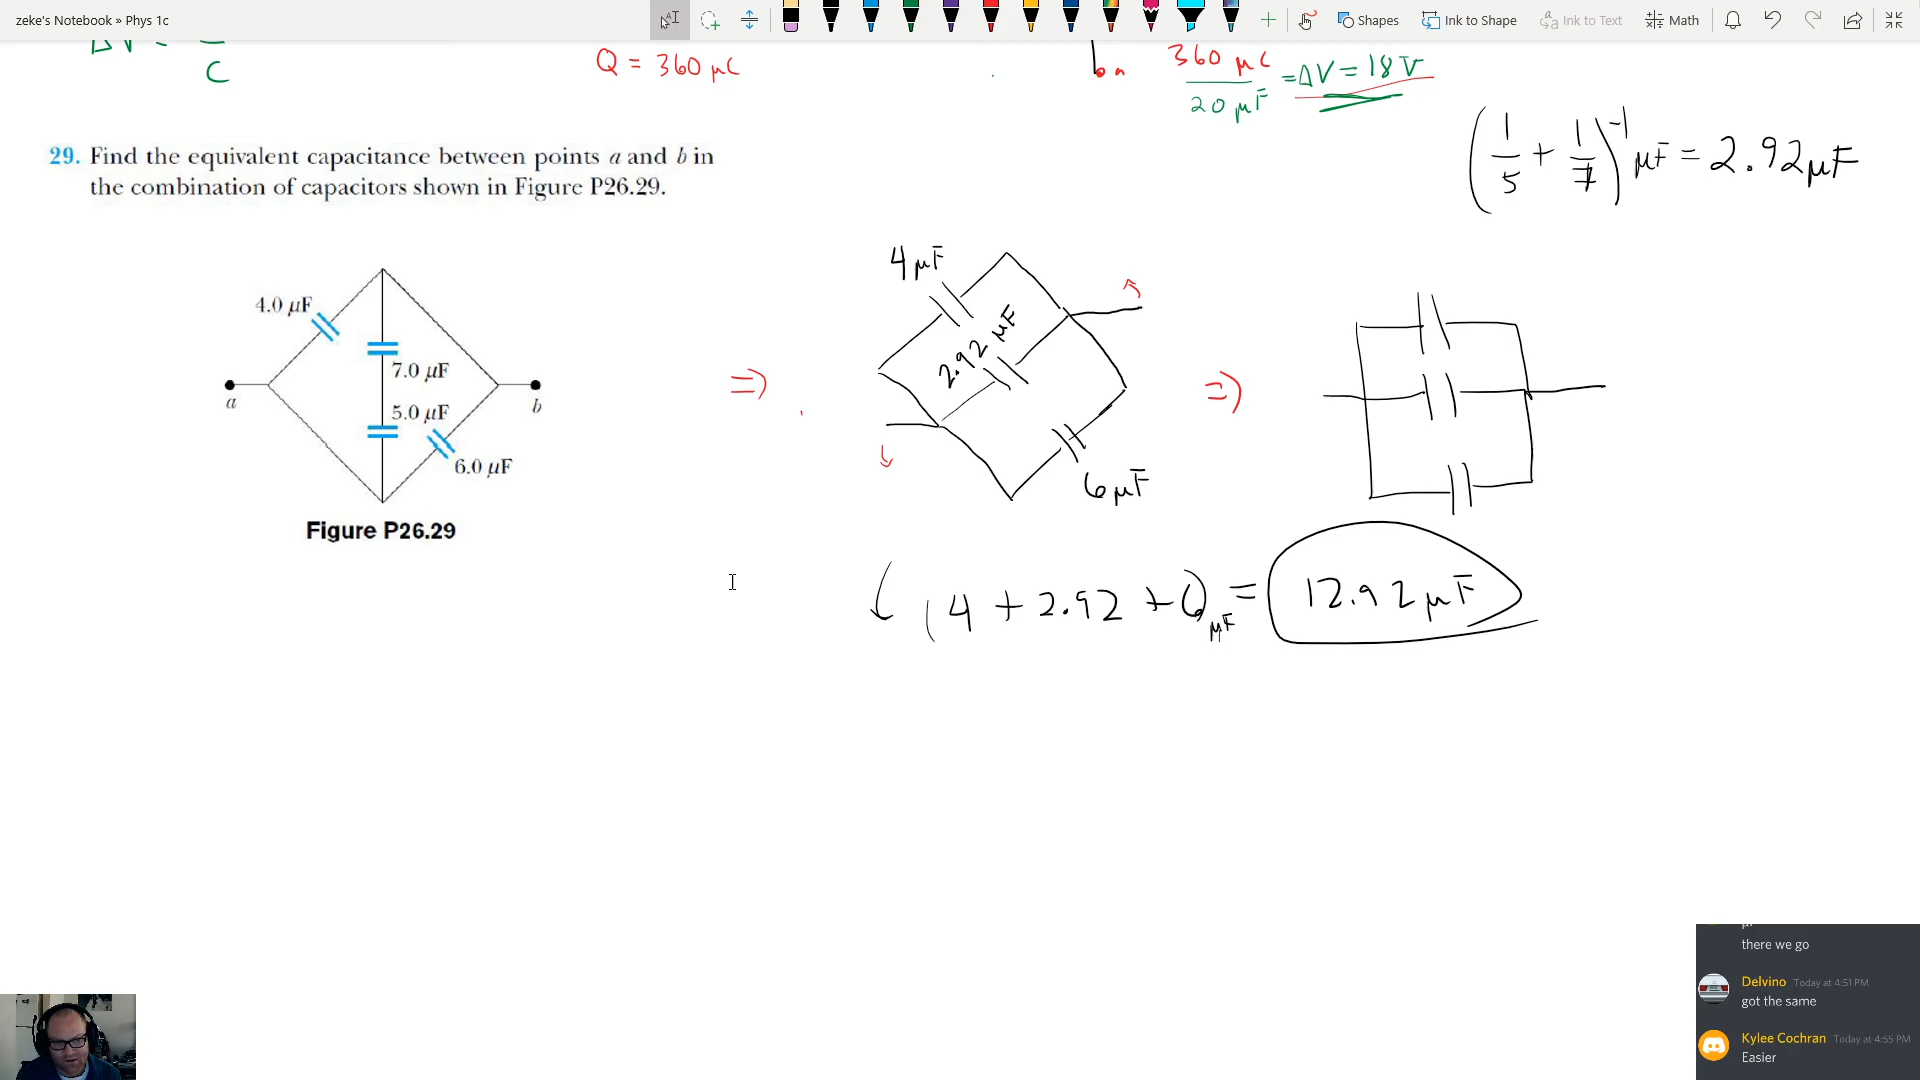 zeke's Notebook » Phys 1c
Shapes
Ink to Shape
Ink to Text
Math
ΔV =
C
Q = 360 μC
b
360 μC
20 μF
= ΔV = 18 V
(1/5 + 1/7)^-1 μF = 2.92 μF
29. Find the equivalent capacitance between points a and b in
the combination of capacitors shown in Figure P26.29.
4.0 μF
7.0 μF
5.0 μF
6.0 μF
a
b
Figure P26.29
⇒
4 μF
2.92 μF
6 μF
⇒
(4 + 2.92 + 6) μF = 12.92 μF
there we go
Delvino Today at 4:51 PM
got the same
Kylee Cochran Today at 4:55 PM
Easier